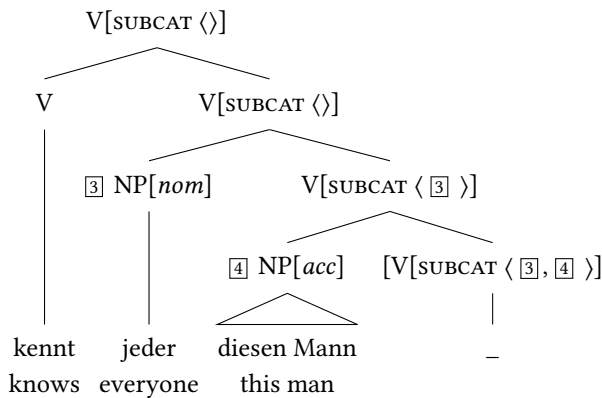 V[SUBCAT ⟨⟩]
V V[SUBCAT ⟨⟩]
3 NP[nom] V[SUBCAT ⟨ 3 ⟩]
4 NP[acc] [V[SUBCAT ⟨ 3, 4 ⟩]
kennt jeder diesen Mann _
knows everyone this man